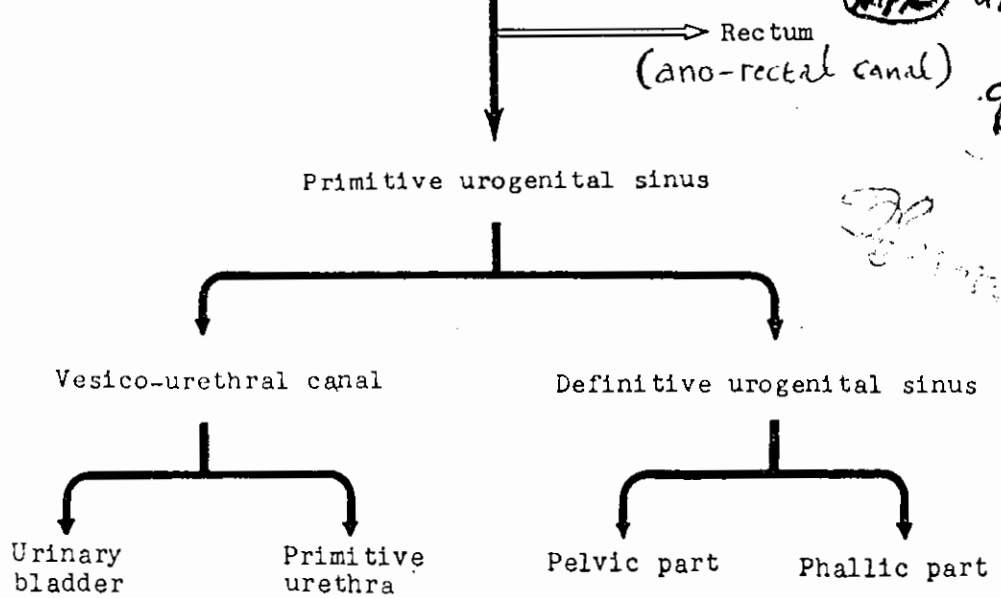 Rectum
(ano-rectal canal)
Primitive urogenital sinus
Vesico-urethral canal
Definitive urogenital sinus
Urinary
bladder
Primitive
urethra
Pelvic part
Phallic part